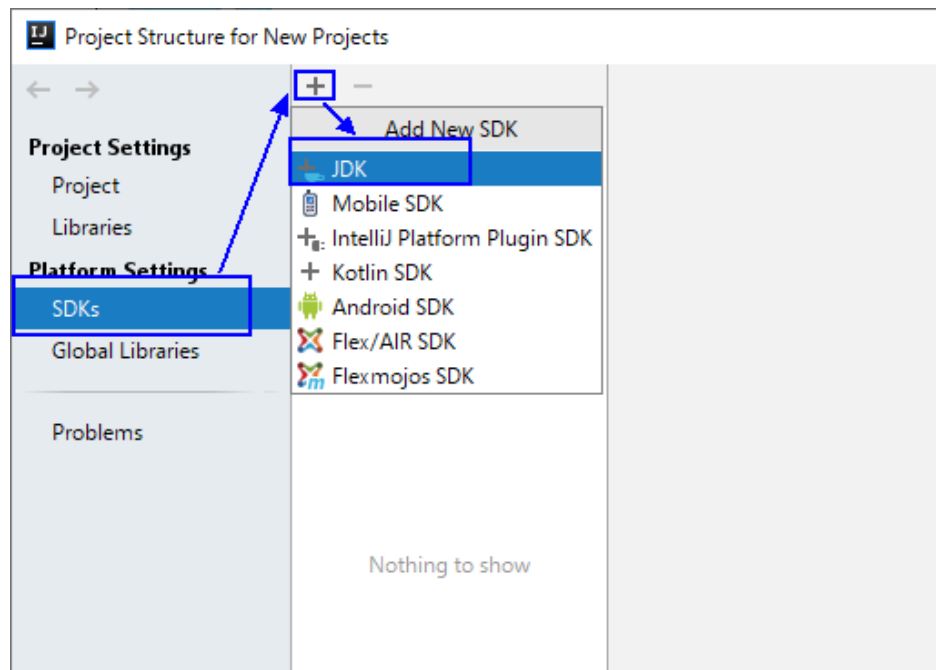 IJ
Project Structure for New Projects
Project Settings
Project
Libraries
Platform Settings
SDKs
Global Libraries
Problems
Add New SDK
JDK
Mobile SDK
IntelliJ Platform Plugin SDK
Kotlin SDK
Android SDK
Flex/AIR SDK
Flexmojos SDK
Nothing to show